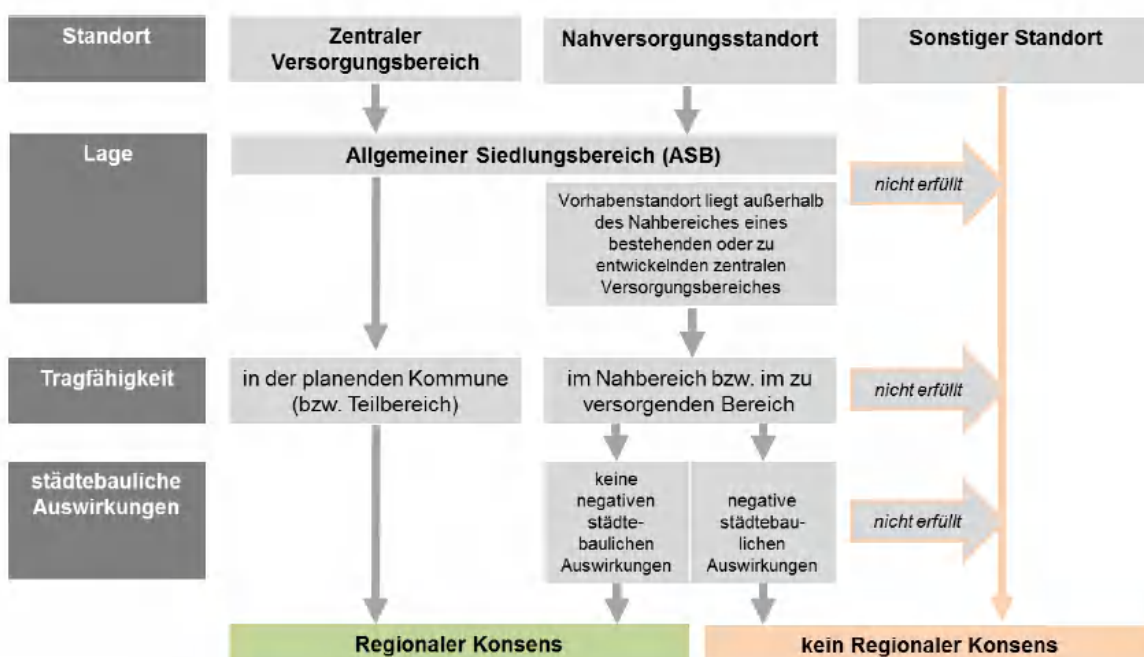 Standort
Zentraler
Versorgungsbereich
Nahversorgungsstandort
Sonstiger Standort
Lage
Allgemeiner Siedlungsbereich (ASB)
nicht erfüllt
Vorhabenstandort liegt außerhalb
des Nahbereiches eines
bestehenden oder zu
entwickelnden zentralen
Versorgungsbereiches
Tragfähigkeit
in der planenden Kommune
(bzw. Teilbereich)
im Nahbereich bzw. im zu
versorgenden Bereich
nicht erfüllt
städtebauliche
Auswirkungen
keine
negativen
städte-
baulichen
Auswirkungen
negative
städtebau-
lichen
Auswirkungen
nicht erfüllt
Regionaler Konsens
kein Regionaler Konsens